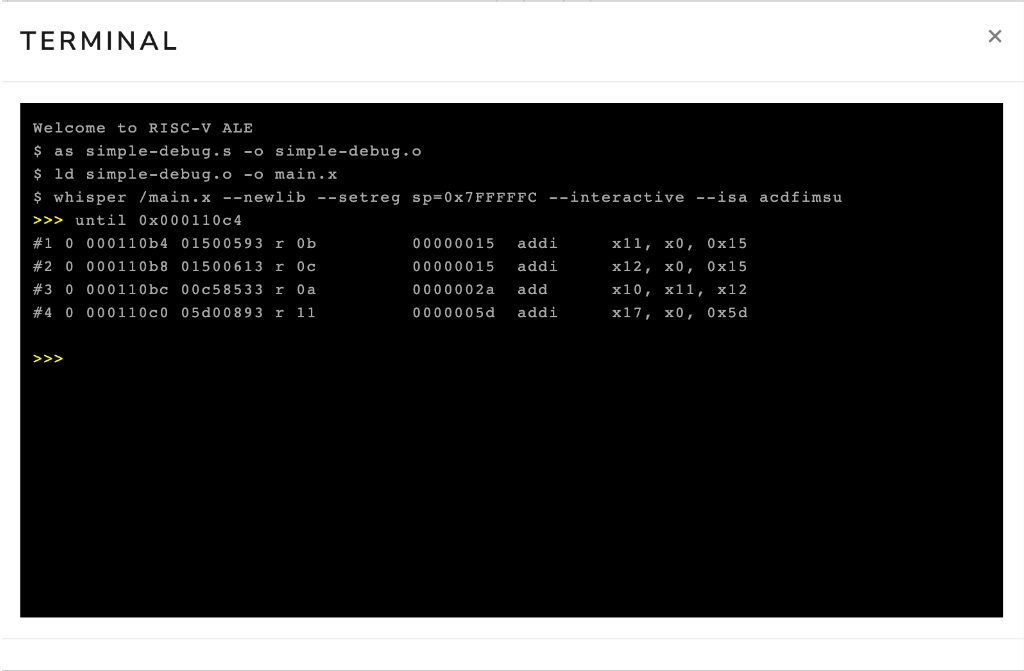 TERMINAL
×
Welcome to RISC-V ALE
$ as simple-debug.s -o simple-debug.o
$ ld simple-debug.o -o main.x
$ whisper /main.x --newlib --setreg sp=0x7FFFFFC --interactive --isa acdfimsu
>>> until 0x000110c4
#1 0 000110b4 01500593 r 0b         00000015  addi     x11, x0, 0x15
#2 0 000110b8 01500613 r 0c         00000015  addi     x12, x0, 0x15
#3 0 000110bc 00c58533 r 0a         0000002a  add      x10, x11, x12
#4 0 000110c0 05d00893 r 11         0000005d  addi     x17, x0, 0x5d
>>>